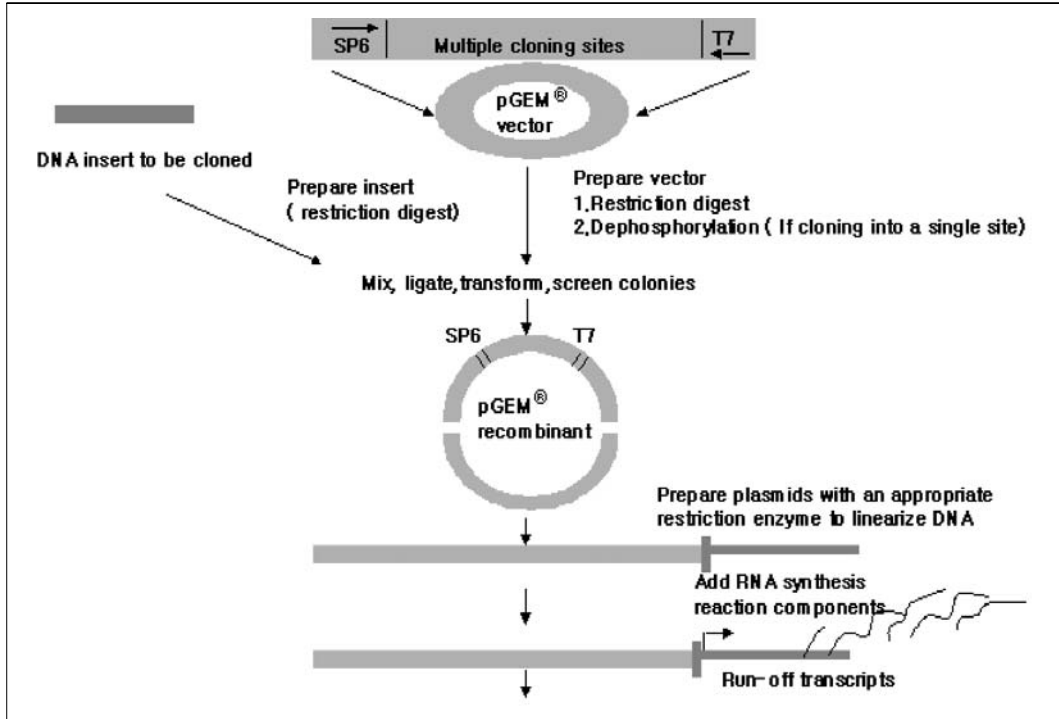 SP6
Multiple cloning sites
T7
pGEM®
vector
DNA insert to be cloned
Prepare insert
( restriction digest)
Prepare vector
1.Restriction digest
2.Dephosphorylation ( If cloning into a single site)
Mix, ligate,transform,screen colonies
SP6
T7
pGEM®
recombinant
Prepare plasmids with an appropriate
restriction enzyme to linearize DNA
Add RNA synthesis
reaction components
Run-off transcripts